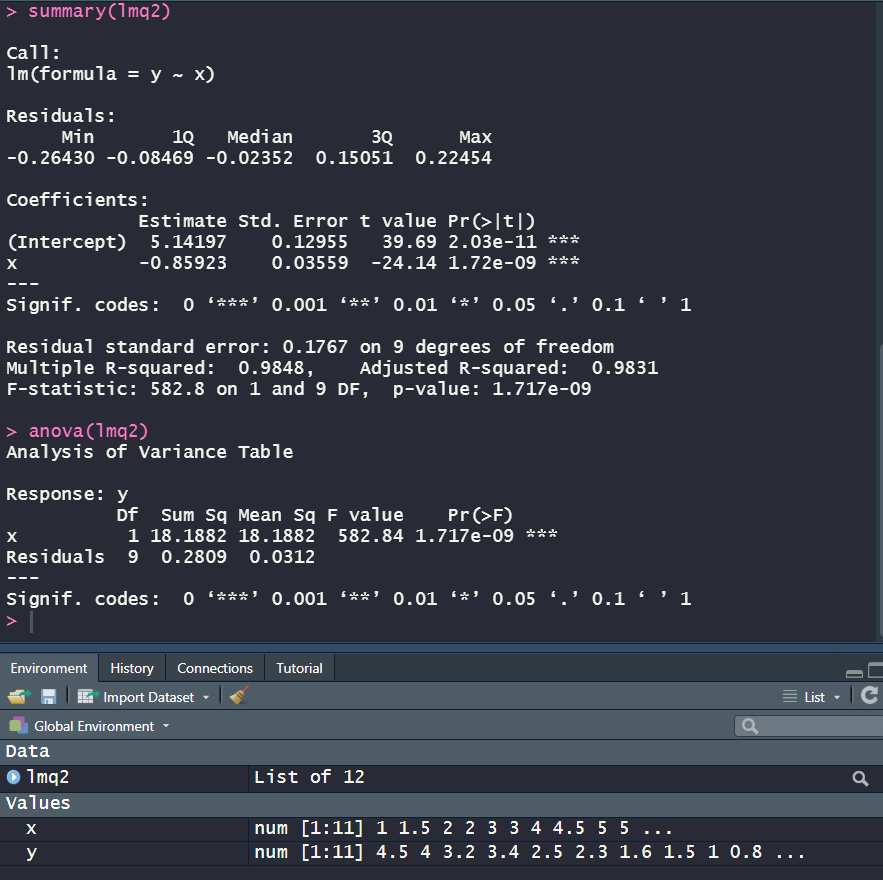 > summary(lmq2)
Call:
lm(formula = y ~ x)
Residuals:
     Min       1Q   Median       3Q      Max
-0.26430 -0.08469 -0.02352  0.15051  0.22454
Coefficients:
            Estimate Std. Error t value Pr(>|t|)
(Intercept)  5.14197    0.12955   39.69 2.03e-11 ***
x           -0.85923    0.03559  -24.14 1.72e-09 ***
---
Signif. codes:  0 ‘***’ 0.001 ‘**’ 0.01 ‘*’ 0.05 ‘.’ 0.1 ‘ ’ 1
Residual standard error: 0.1767 on 9 degrees of freedom
Multiple R-squared:  0.9848,    Adjusted R-squared:  0.9831
F-statistic: 582.8 on 1 and 9 DF,  p-value: 1.717e-09
> anova(lmq2)
Analysis of Variance Table
Response: y
          Df  Sum Sq Mean Sq F value    Pr(>F)
x          1 18.1882 18.1882  582.84 1.717e-09 ***
Residuals  9  0.2809  0.0312
---
Signif. codes:  0 ‘***’ 0.001 ‘**’ 0.01 ‘*’ 0.05 ‘.’ 0.1 ‘ ’ 1
>
Environment History Connections Tutorial
Import Dataset List
Global Environment
Data
lmq2 List of 12
Values
x num [1:11] 1 1.5 2 2 3 3 4 4.5 5 5 ...
y num [1:11] 4.5 4 3.2 3.4 2.5 2.3 1.6 1.5 1 0.8 ...